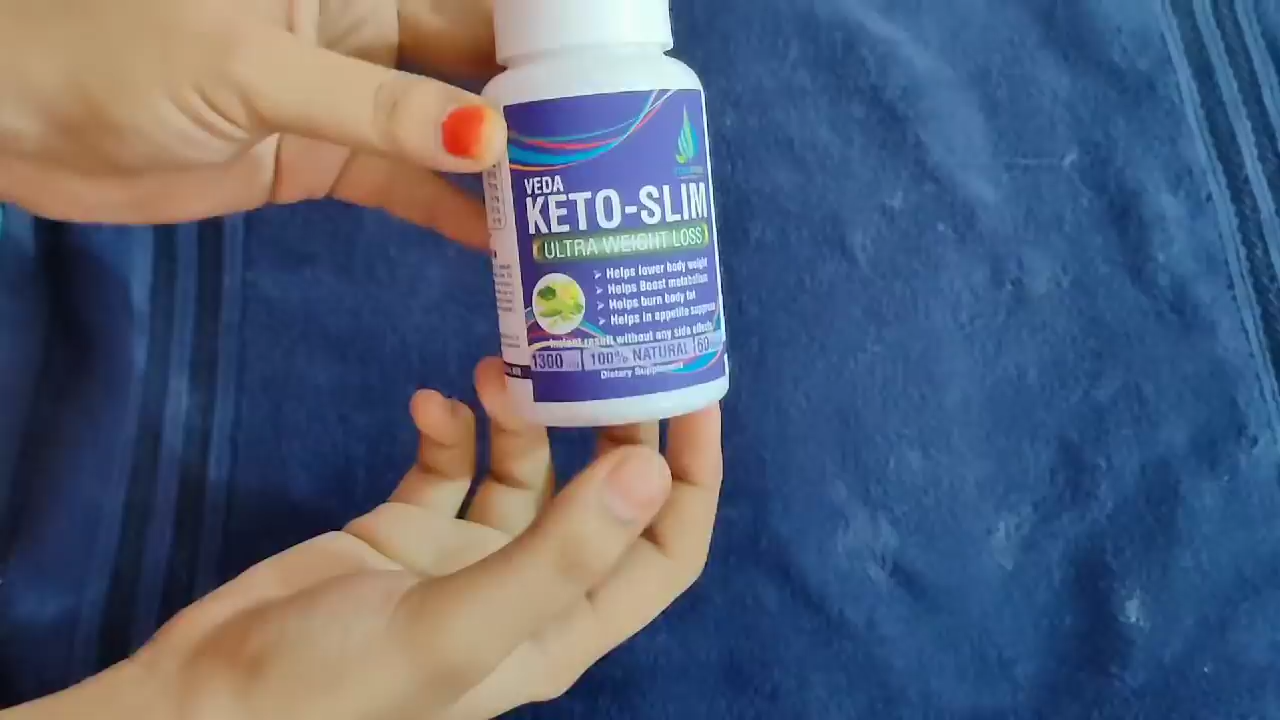 VEDA
KETO-SLIM
ULTRA WEIGHT LOSS
➤ Helps lower body weight
➤ Helps Boost metabolism
➤ Helps burn body fat
➤ Helps in appetite suppress
Instant result without any side effects
1300 100% NATURAL 60
Dietary Supplement